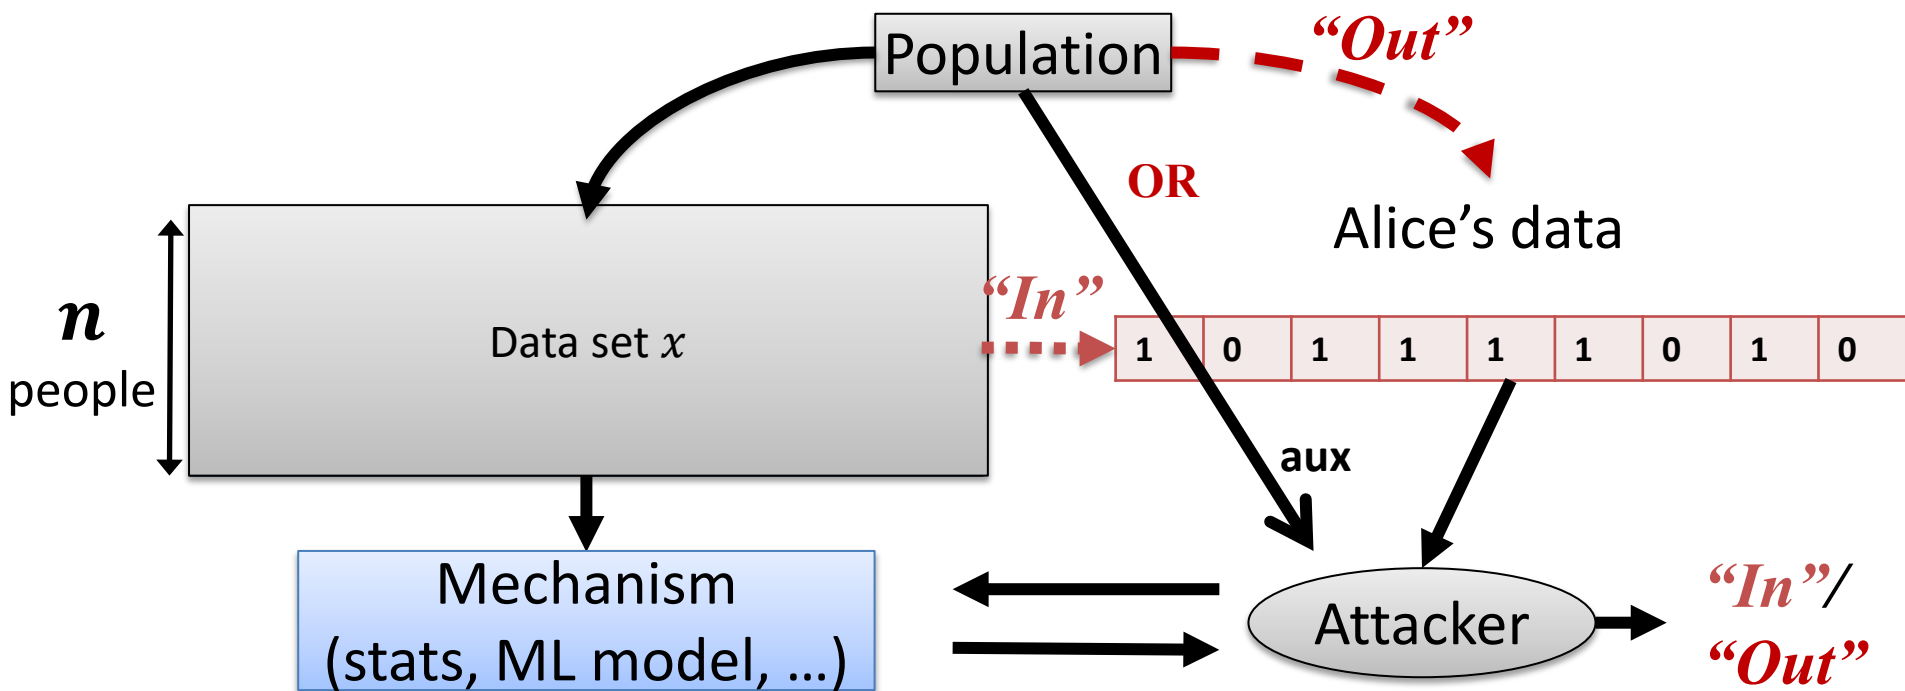 Population
“Out”
OR
Alice’s data
n
people
Data set x
“In”
1 0 1 1 1 1 0 1 0
aux
Mechanism
(stats, ML model, …)
Attacker
“In”/
“Out”